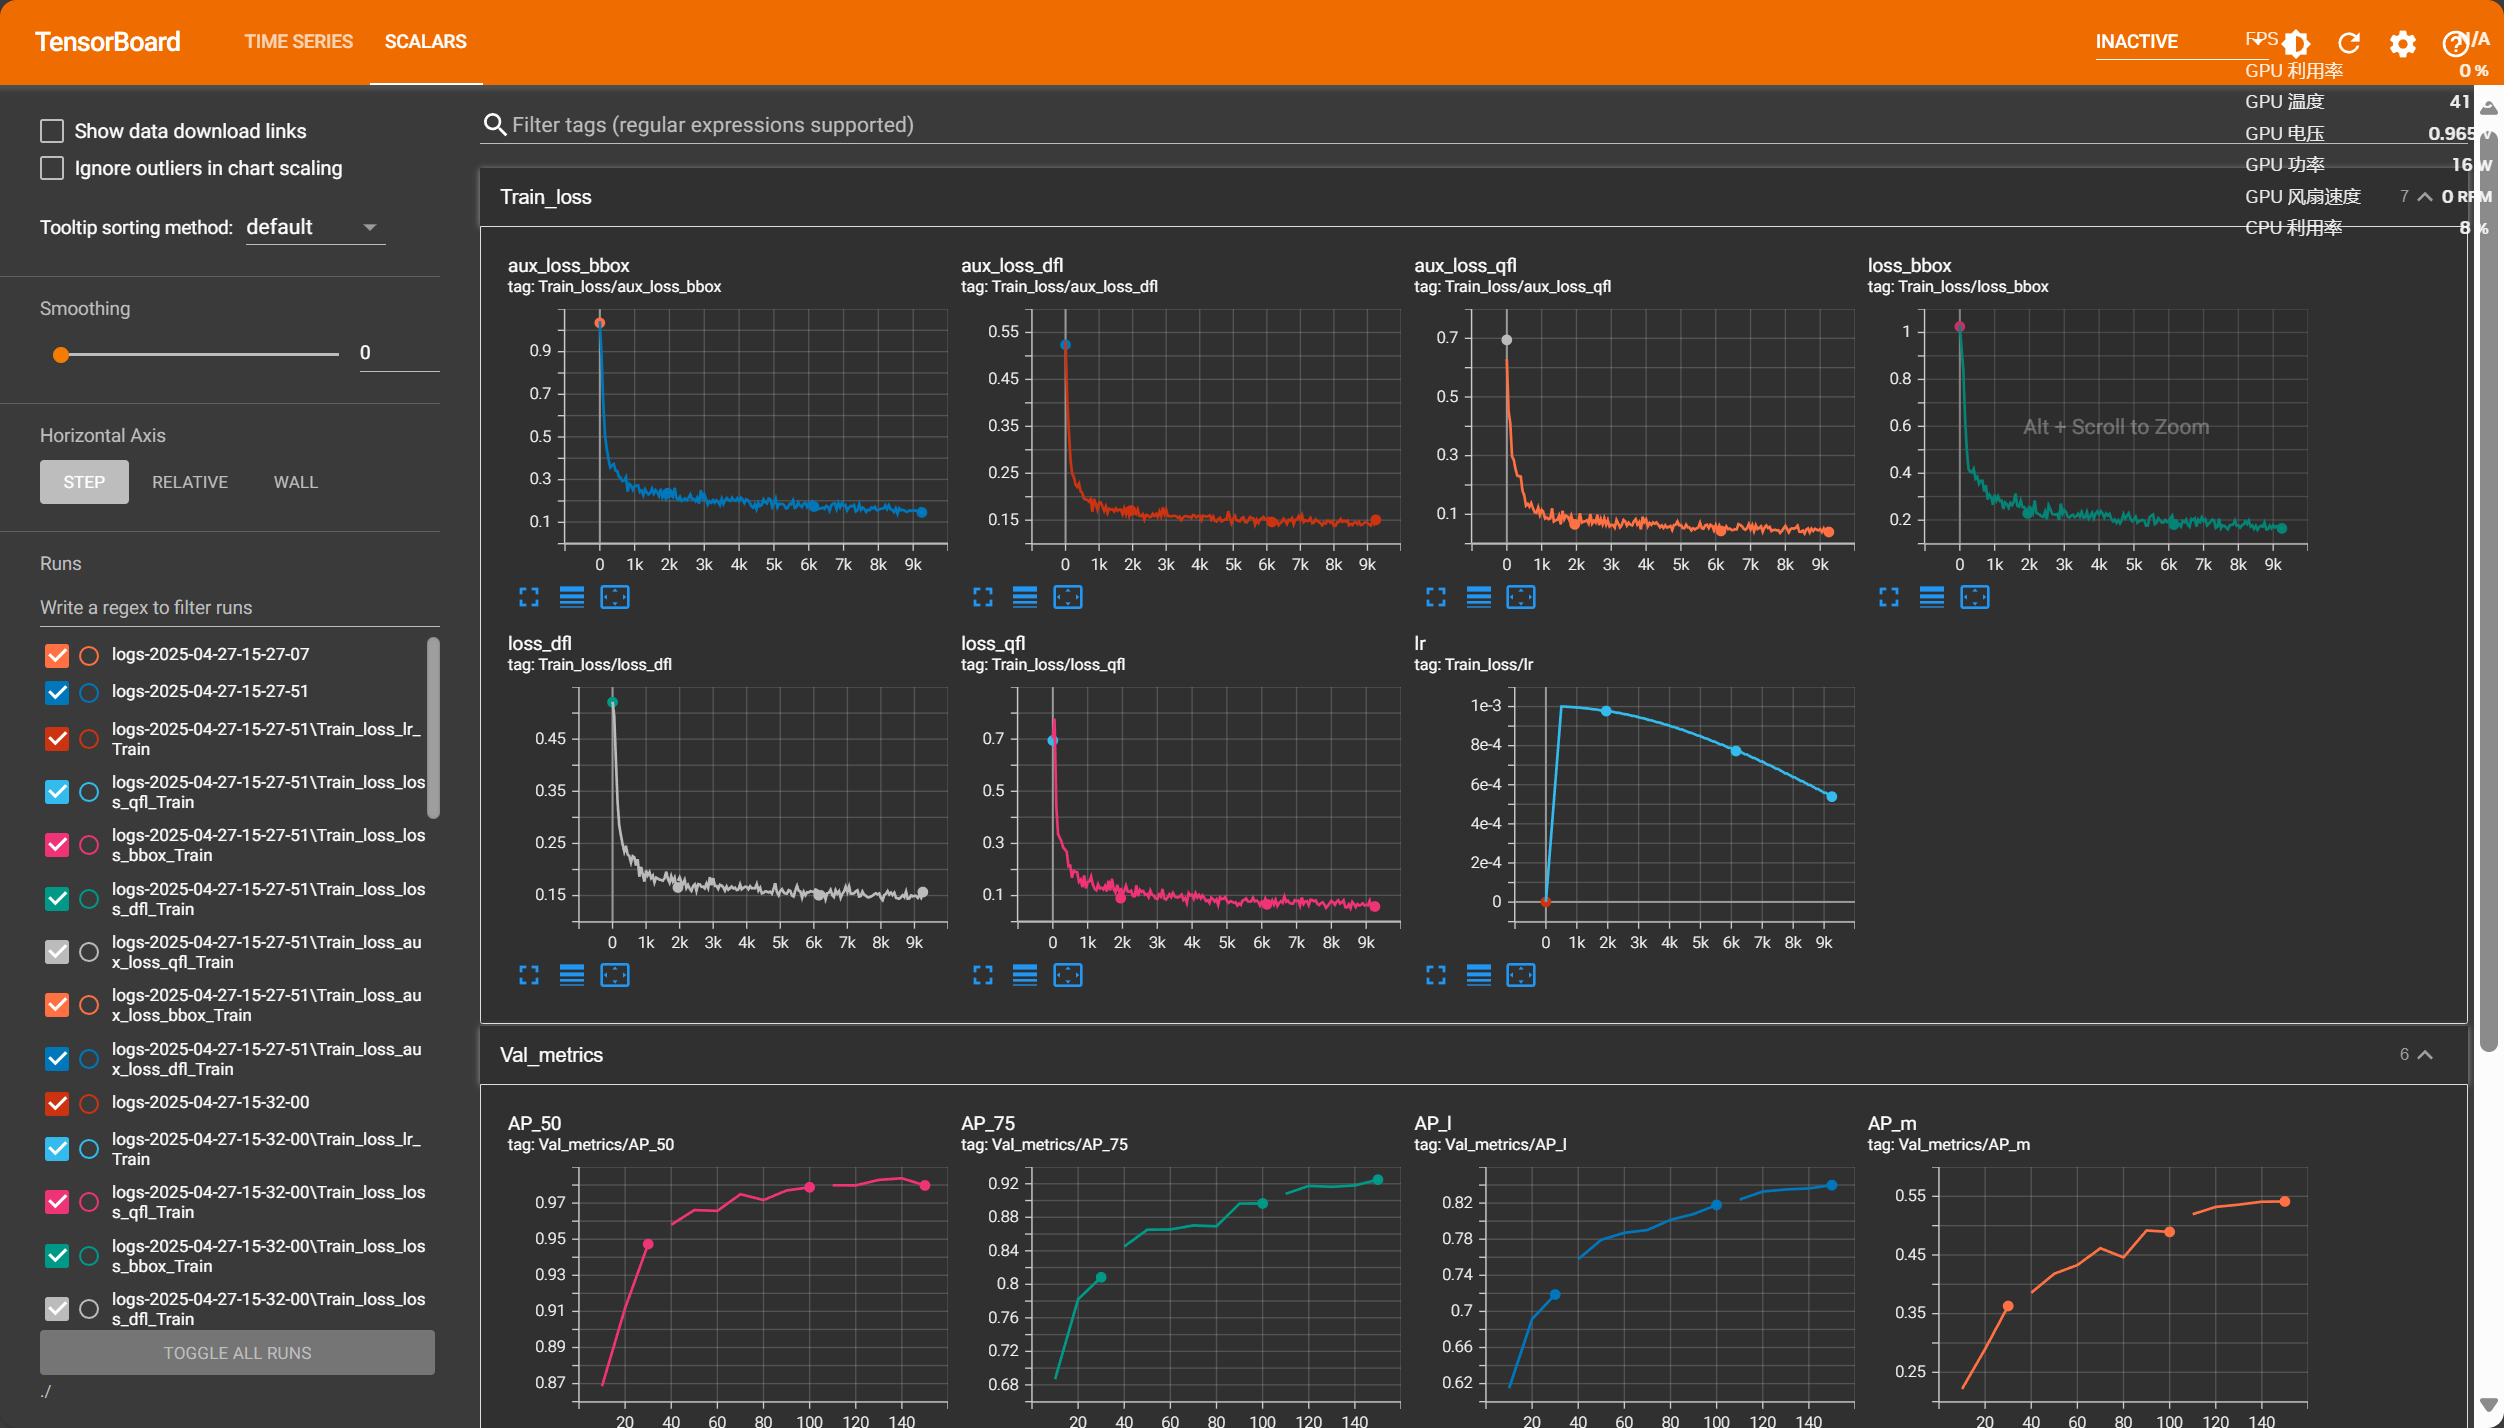 TensorBoard
TIME SERIES
SCALARS
INACTIVE
FPS N/A
GPU 利用率 0 %
GPU 温度 41
GPU 电压 0.965 V
GPU 功率 16 W
GPU 风扇速度 0 RPM
CPU 利用率 8 %
Show data download links
Ignore outliers in chart scaling
Tooltip sorting method: default
Smoothing
0
Horizontal Axis
STEP RELATIVE WALL
Runs
Write a regex to filter runs
logs-2025-04-27-15-27-07
logs-2025-04-27-15-27-51
logs-2025-04-27-15-27-51\Train_loss_lr_
Train
logs-2025-04-27-15-27-51\Train_loss_los
s_qfl_Train
logs-2025-04-27-15-27-51\Train_loss_los
s_bbox_Train
logs-2025-04-27-15-27-51\Train_loss_los
s_dfl_Train
logs-2025-04-27-15-27-51\Train_loss_au
x_loss_qfl_Train
logs-2025-04-27-15-27-51\Train_loss_au
x_loss_bbox_Train
logs-2025-04-27-15-27-51\Train_loss_au
x_loss_dfl_Train
logs-2025-04-27-15-32-00
logs-2025-04-27-15-32-00\Train_loss_lr_
Train
logs-2025-04-27-15-32-00\Train_loss_los
s_qfl_Train
logs-2025-04-27-15-32-00\Train_loss_los
s_bbox_Train
logs-2025-04-27-15-32-00\Train_loss_los
s_dfl_Train
TOGGLE ALL RUNS
./
Filter tags (regular expressions supported)
Train_loss 7
aux_loss_bbox
tag: Train_loss/aux_loss_bbox
0.9
0.7
0.5
0.3
0.1
0 1k 2k 3k 4k 5k 6k 7k 8k 9k
aux_loss_dfl
tag: Train_loss/aux_loss_dfl
0.55
0.45
0.35
0.25
0.15
0 1k 2k 3k 4k 5k 6k 7k 8k 9k
aux_loss_qfl
tag: Train_loss/aux_loss_qfl
0.7
0.5
0.3
0.1
0 1k 2k 3k 4k 5k 6k 7k 8k 9k
loss_bbox
tag: Train_loss/loss_bbox
1
0.8
0.6
0.4
0.2
Alt + Scroll to Zoom
0 1k 2k 3k 4k 5k 6k 7k 8k 9k
loss_dfl
tag: Train_loss/loss_dfl
0.45
0.35
0.25
0.15
0 1k 2k 3k 4k 5k 6k 7k 8k 9k
loss_qfl
tag: Train_loss/loss_qfl
0.7
0.5
0.3
0.1
0 1k 2k 3k 4k 5k 6k 7k 8k 9k
lr
tag: Train_loss/lr
1e-3
8e-4
6e-4
4e-4
2e-4
0
0 1k 2k 3k 4k 5k 6k 7k 8k 9k
Val_metrics 6
AP_50
tag: Val_metrics/AP_50
0.97
0.95
0.93
0.91
0.89
0.87
20 40 60 80 100 120 140
AP_75
tag: Val_metrics/AP_75
0.92
0.88
0.84
0.8
0.76
0.72
0.68
20 40 60 80 100 120 140
AP_l
tag: Val_metrics/AP_l
0.82
0.78
0.74
0.7
0.66
0.62
20 40 60 80 100 120 140
AP_m
tag: Val_metrics/AP_m
0.55
0.45
0.35
0.25
20 40 60 80 100 120 140